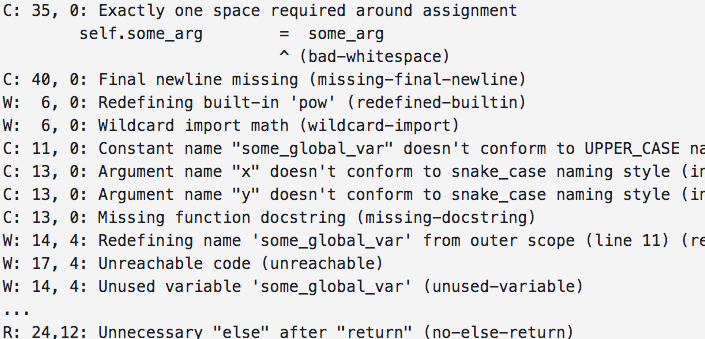 C: 35, 0: Exactly one space required around assignment
        self.some_arg        =  some_arg
                             ^ (bad-whitespace)
C: 40, 0: Final newline missing (missing-final-newline)
W:  6, 0: Redefining built-in 'pow' (redefined-builtin)
W:  6, 0: Wildcard import math (wildcard-import)
C: 11, 0: Constant name "some_global_var" doesn't conform to UPPER_CASE na
C: 13, 0: Argument name "x" doesn't conform to snake_case naming style (in
C: 13, 0: Argument name "y" doesn't conform to snake_case naming style (in
C: 13, 0: Missing function docstring (missing-docstring)
W: 14, 4: Redefining name 'some_global_var' from outer scope (line 11) (re
W: 17, 4: Unreachable code (unreachable)
W: 14, 4: Unused variable 'some_global_var' (unused-variable)
...
R: 24,12: Unnecessary "else" after "return" (no-else-return)